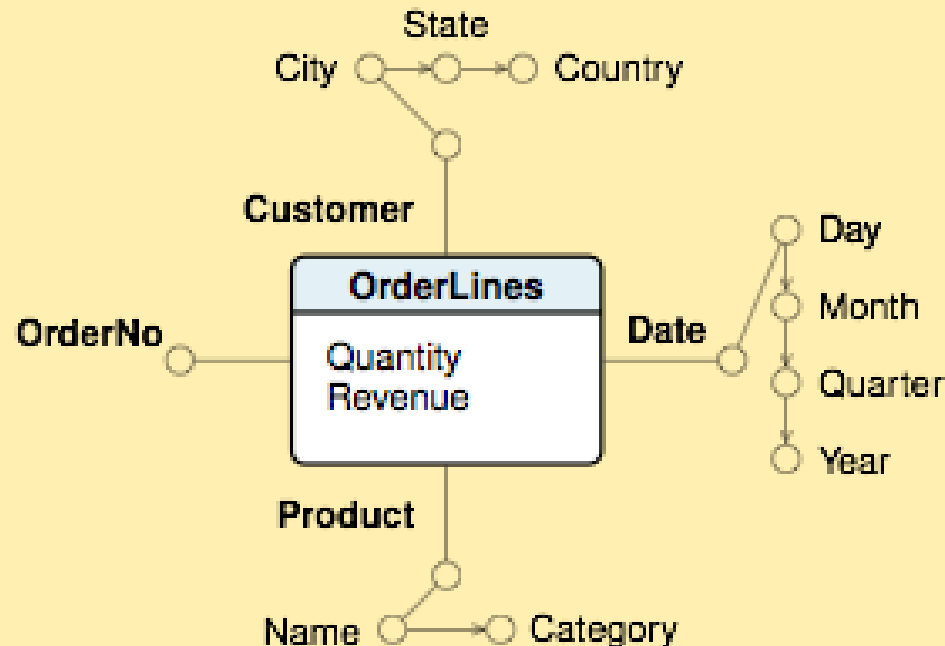 State
City
Country
Customer
Day
OrderLines
Month
OrderNo
Date
Quantity
Quarter
Revenue
Year
Product
Name
Category